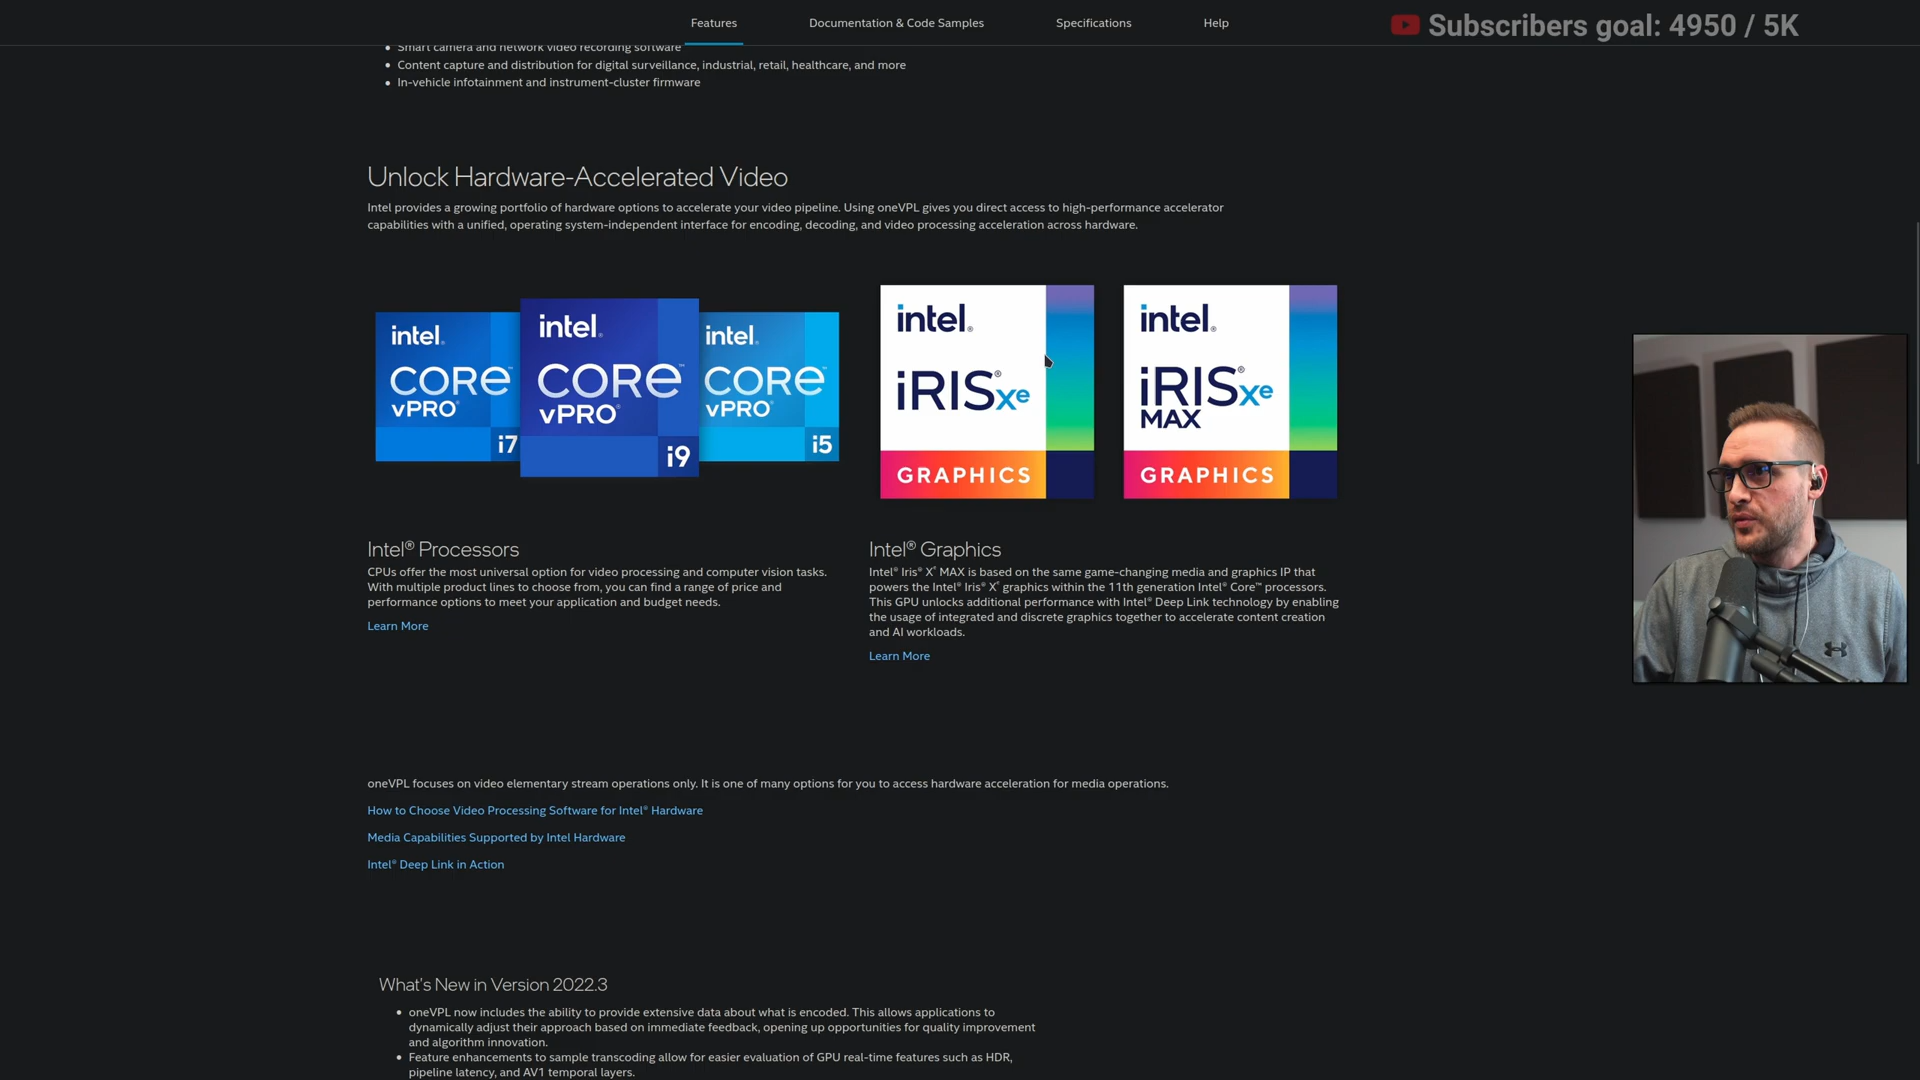 Features
Documentation & Code Samples
Specifications
Help
Subscribers goal: 4950 / 5K
Smart camera and network video recording software
Content capture and distribution for digital surveillance, industrial, retail, healthcare, and more
In-vehicle infotainment and instrument-cluster firmware
Unlock Hardware-Accelerated Video
Intel provides a growing portfolio of hardware options to accelerate your video pipeline. Using oneVPL gives you direct access to high-performance accelerator
capabilities with a unified, operating system-independent interface for encoding, decoding, and video processing acceleration across hardware.
intel.
CORE™
vPRO®
i7
intel.
CORE™
vPRO®
i9
intel.
CORE™
vPRO®
i5
intel.
iRIS® xe
GRAPHICS
intel.
iRIS® xe
MAX
GRAPHICS
Intel® Processors
CPUs offer the most universal option for video processing and computer vision tasks.
With multiple product lines to choose from, you can find a range of price and
performance options to meet your application and budget needs.
Learn More
Intel® Graphics
Intel® Iris® Xᵉ MAX is based on the same game-changing media and graphics IP that
powers the Intel® Iris® Xᵉ graphics within the 11th generation Intel® Core™ processors.
This GPU unlocks additional performance with Intel® Deep Link technology by enabling
the usage of integrated and discrete graphics together to accelerate content creation
and AI workloads.
Learn More
oneVPL focuses on video elementary stream operations only. It is one of many options for you to access hardware acceleration for media operations.
How to Choose Video Processing Software for Intel® Hardware
Media Capabilities Supported by Intel Hardware
Intel® Deep Link in Action
What's New in Version 2022.3
oneVPL now includes the ability to provide extensive data about what is encoded. This allows applications to
dynamically adjust their approach based on immediate feedback, opening up opportunities for quality improvement
and algorithm innovation.
Feature enhancements to sample transcoding allow for easier evaluation of GPU real-time features such as HDR,
pipeline latency, and AV1 temporal layers.